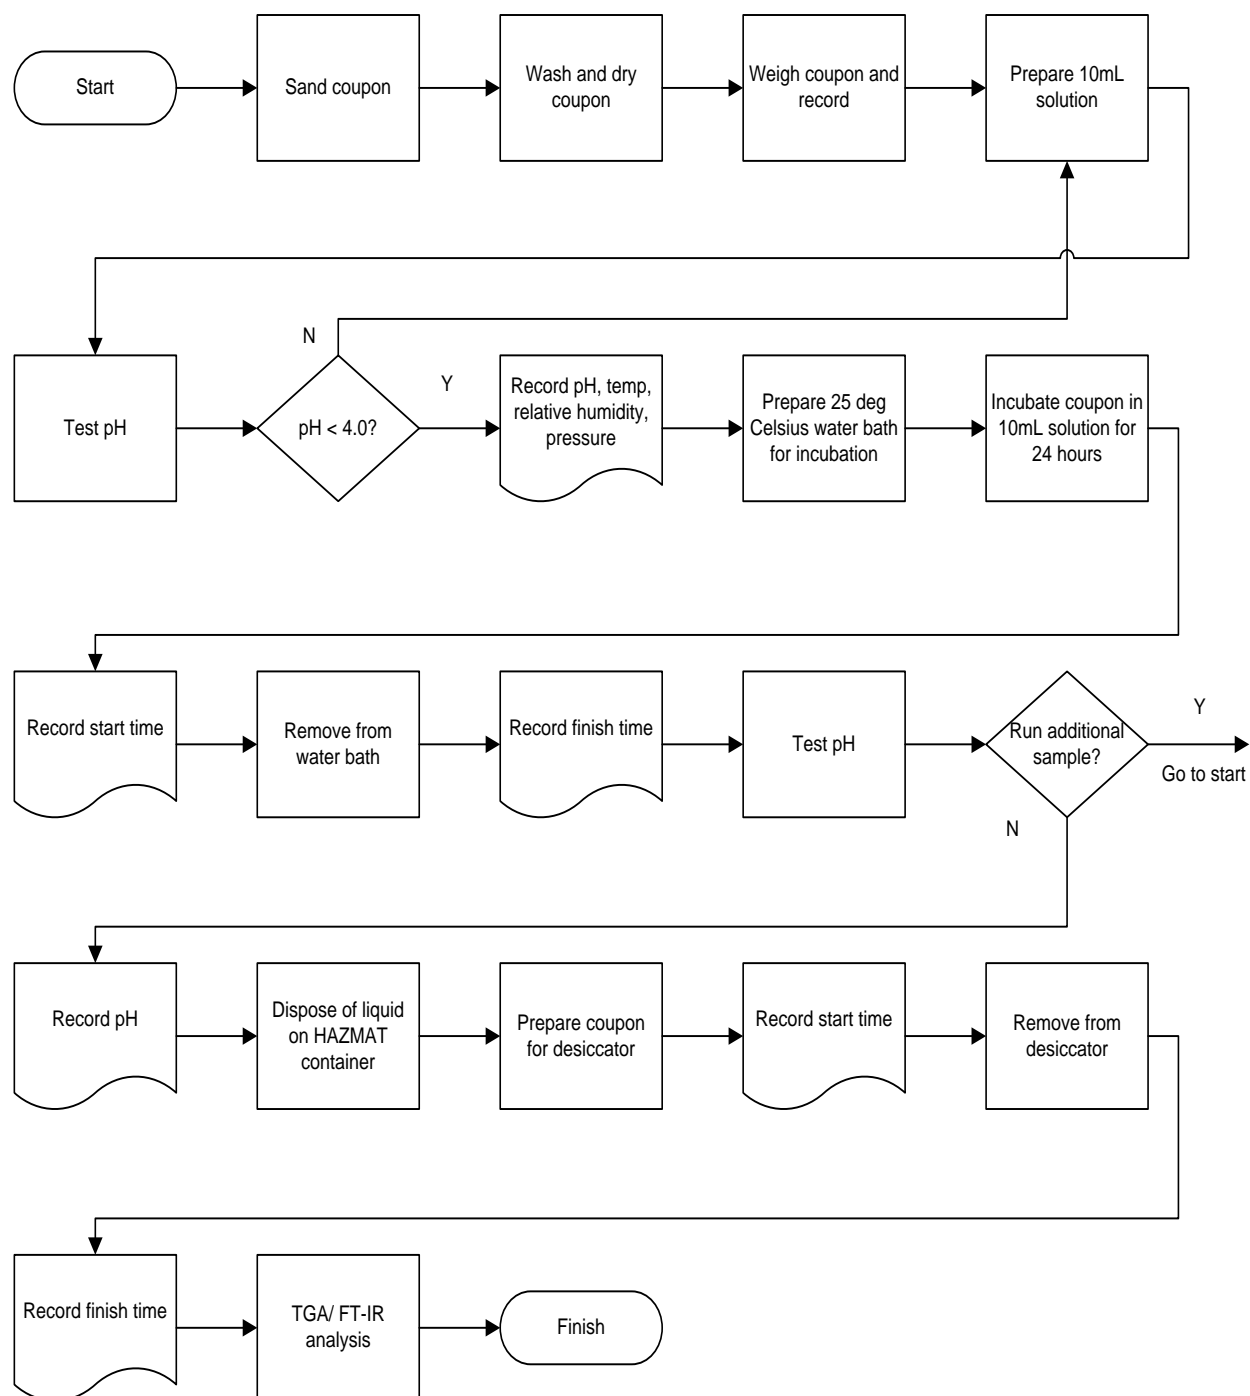 Start
Sand coupon
Wash and dry
coupon
Weigh coupon and
record
Prepare 10mL
solution
Test pH
N
pH < 4.0?
Y
Record pH, temp,
relative humidity,
pressure
Prepare 25 deg
Celsius water bath
for incubation
Incubate coupon in
10mL solution for
24 hours
Record start time
Remove from
water bath
Record finish time
Test pH
Run additional
sample?
Y
Go to start
N
Record pH
Dispose of liquid
on HAZMAT
container
Prepare coupon
for desiccator
Record start time
Remove from
desiccator
Record finish time
TGA/ FT-IR
analysis
Finish